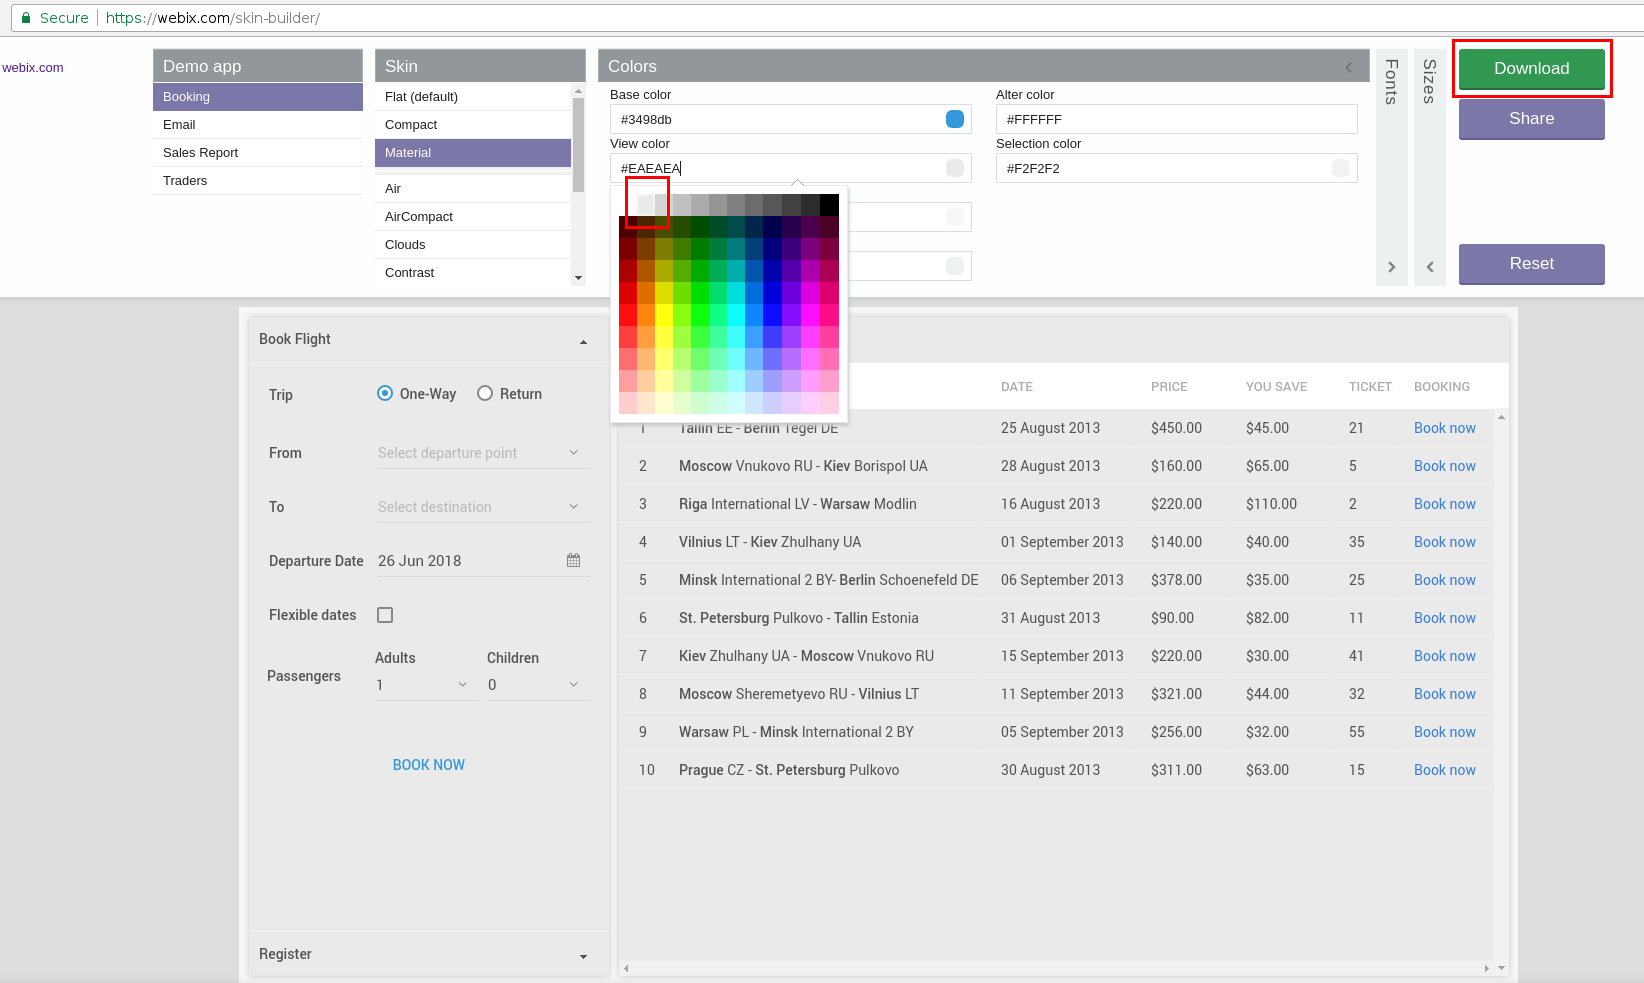 Secure https://webix.com/skin-builder/
webix.com
Demo app
Booking
Email
Sales Report
Traders
Skin
Flat (default)
Compact
Material
Air
AirCompact
Clouds
Contrast
Colors
Base color
#3498db
Alter color
#FFFFFF
View color
#EAEAEA
Selection color
#F2F2F2
Fonts
Sizes
Download
Share
Reset
Book Flight
Trip One-Way Return
From Select departure point
To Select destination
Departure Date 26 Jun 2018
Flexible dates
Passengers
Adults Children
1 0
BOOK NOW
Register
DATE PRICE YOU SAVE TICKET BOOKING
1 Tallin EE - Berlin Tegel DE 25 August 2013 $450.00 $45.00 21 Book now
2 Moscow Vnukovo RU - Kiev Borispol UA 28 August 2013 $160.00 $65.00 5 Book now
3 Riga International LV - Warsaw Modlin 16 August 2013 $220.00 $110.00 2 Book now
4 Vilnius LT - Kiev Zhulhany UA 01 September 2013 $140.00 $40.00 35 Book now
5 Minsk International 2 BY- Berlin Schoenefeld DE 06 September 2013 $378.00 $35.00 25 Book now
6 St. Petersburg Pulkovo - Tallin Estonia 31 August 2013 $90.00 $82.00 11 Book now
7 Kiev Zhulhany UA - Moscow Vnukovo RU 15 September 2013 $220.00 $30.00 41 Book now
8 Moscow Sheremetyevo RU - Vilnius LT 11 September 2013 $321.00 $44.00 32 Book now
9 Warsaw PL - Minsk International 2 BY 05 September 2013 $256.00 $32.00 55 Book now
10 Prague CZ - St. Petersburg Pulkovo 30 August 2013 $311.00 $63.00 15 Book now